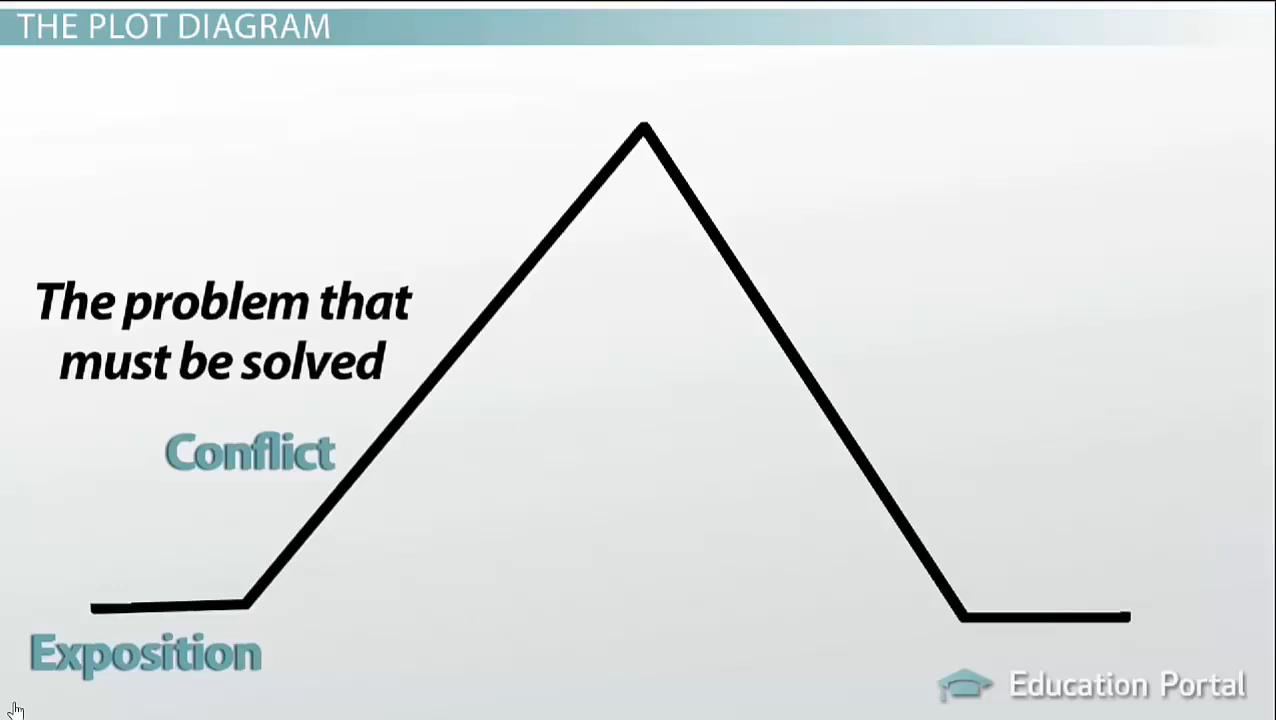 THE PLOT DIAGRAM
The problem that
must be solved
Conflict
Exposition
Education Portal